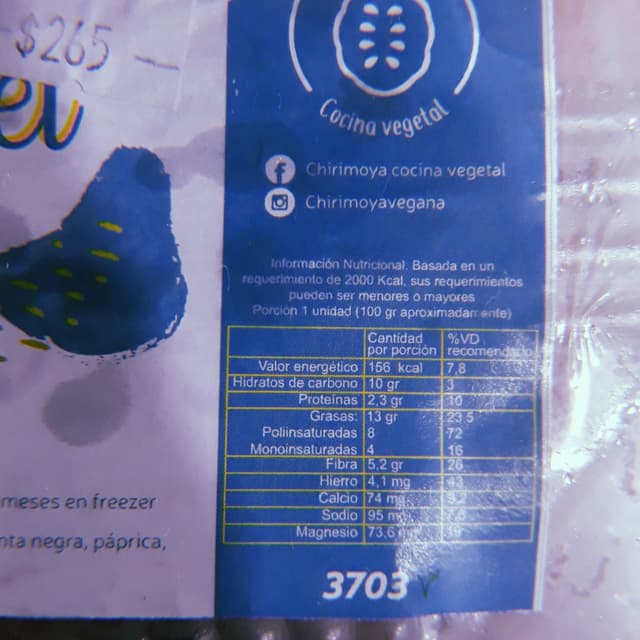 $265
Cocina vegetal
Chirimoya cocina vegetal
Chirimoyavegana
Información Nutricional. Basada en un
requerimiento de 2000 Kcal, sus requerimientos
pueden ser menores o mayores
Porción 1 unidad (100 gr aproximadamente)
Cantidad por porción %VD recomendado
Valor energético 156 kcal 7,8
Hidratos de carbono 10 gr 3
Proteínas 2,3 gr 10
Grasas: 13 gr 23,5
Poliinsaturadas 8 72
Monoinsaturadas 4 16
Fibra 5,2 gr 26
Hierro 4,1 mg
Calcio 74 mg
Sodio 95
Magnesio 73,6
meses en freezer
negra, páprica,
3703